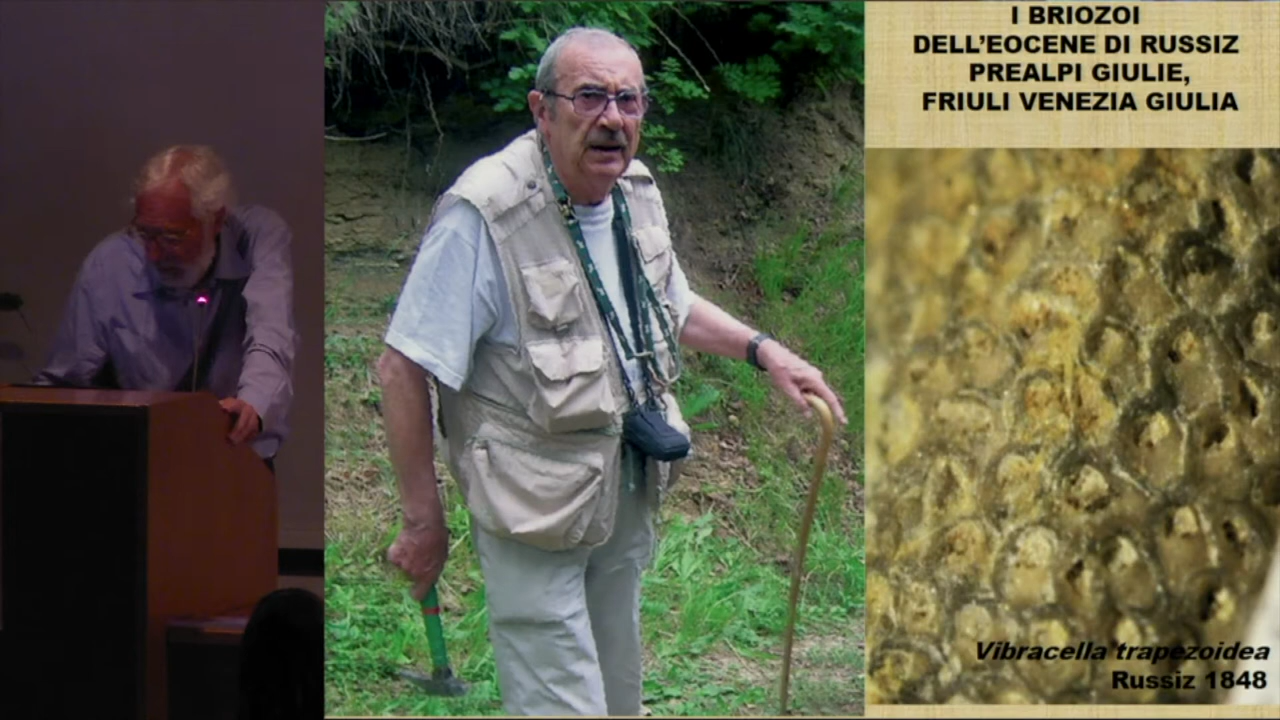 I BRIOZOI
DELL'EOCENE DI RUSSIZ
PREALPI GIULIE,
FRIULI VENEZIA GIULIA
Vibracella trapezoidea
Russiz 1848